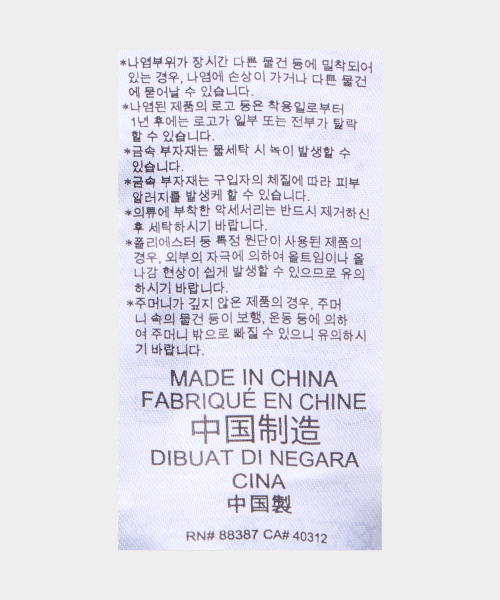 *나염부위가 장시간 다른 물건 등에 밀착되어
있는 경우, 나염에 손상이 가거나 다른 물건
에 묻어날 수 있습니다.
*나염된 제품의 로고 등은 착용일로부터
1년 후에는 로고가 일부 또는 전부가 탈락
할 수 있습니다.
*금속 부자재는 물세탁 시 녹이 발생할 수
있습니다.
*금속 부자재는 구입자의 체질에 따라 피부
알러지를 발생케 할 수 있습니다.
*의류에 부착한 악세서리는 반드시 제거하신
후 세탁하시기 바랍니다.
*폴리에스터 등 특정 원단이 사용된 제품의
경우, 외부의 자극에 의하여 올트임이나 올
나감 현상이 쉽게 발생할 수 있으므로 유의
하시기 바랍니다.
*주머니가 깊지 않은 제품의 경우, 주머
니 속의 물건 등이 보행, 운동 등에 의하
여 주머니 밖으로 빠질 수 있으니 유의하시
기 바랍니다.
MADE IN CHINA
FABRIQUÉ EN CHINE
中国制造
DIBUAT DI NEGARA
CINA
中国製
RN# 88387 CA# 40312